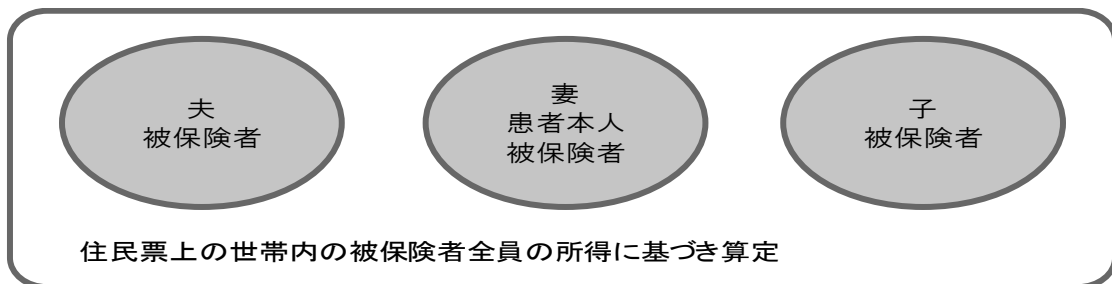 夫
被保険者
妻
患者本人
被保険者
子
被保険者
住民票上の世帯内の被保険者全員の所得に基づき算定